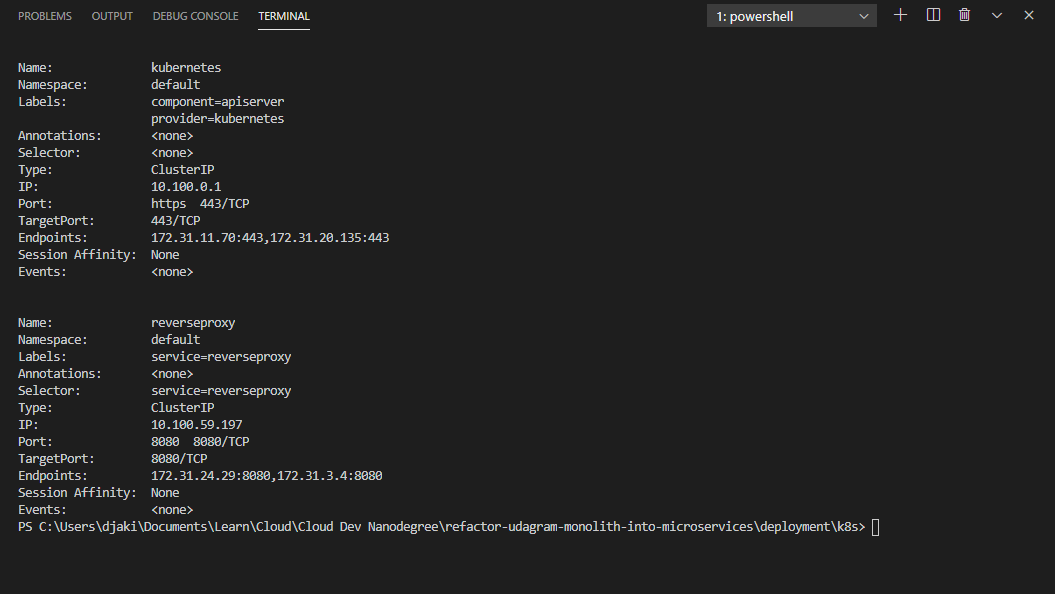 PROBLEMS OUTPUT DEBUG CONSOLE TERMINAL 1: powershell
Name: kubernetes
Namespace: default
Labels: component=apiserver
provider=kubernetes
Annotations: <none>
Selector: <none>
Type: ClusterIP
IP: 10.100.0.1
Port: https 443/TCP
TargetPort: 443/TCP
Endpoints: 172.31.11.70:443,172.31.20.135:443
Session Affinity: None
Events: <none>
Name: reverseproxy
Namespace: default
Labels: service=reverseproxy
Annotations: <none>
Selector: service=reverseproxy
Type: ClusterIP
IP: 10.100.59.197
Port: 8080 8080/TCP
TargetPort: 8080/TCP
Endpoints: 172.31.24.29:8080,172.31.3.4:8080
Session Affinity: None
Events: <none>
PS C:\Users\djaki\Documents\Learn\Cloud\Cloud Dev Nanodegree\refactor-udagram-monolith-into-microservices\deployment\k8s>